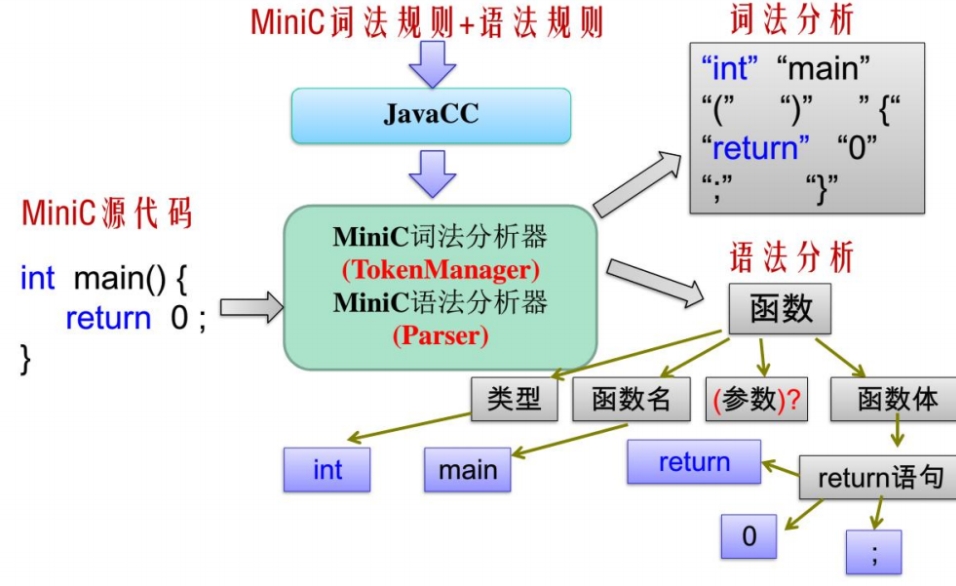 MiniC词法规则+语法规则
JavaCC
MiniC源代码
int main() {
return 0 ;
}
MiniC词法分析器
(TokenManager)
MiniC语法分析器
(Parser)
词法分析
“int” “main”
“(” “)” ” {“
“return” “0”
“;” “}”
语法分析
函数
类型
函数名
(参数)?
函数体
int
main
return
return语句
0
;